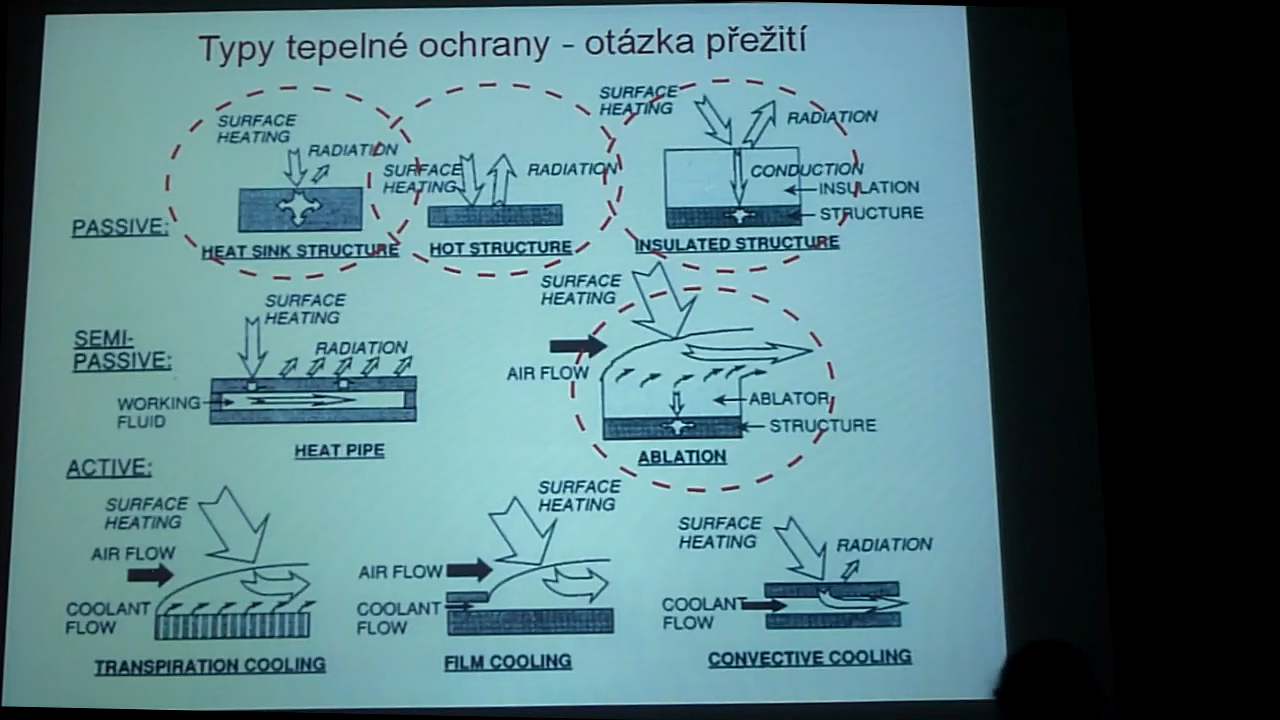 Typy tepelné ochrany - otázka přežití
PASSIVE:
SURFACE
HEATING
RADIATION
HEAT SINK STRUCTURE
SURFACE
HEATING
RADIATION
HOT STRUCTURE
SURFACE
HEATING
RADIATION
CONDUCTION
INSULATION
STRUCTURE
INSULATED STRUCTURE
SEMI-
PASSIVE:
SURFACE
HEATING
RADIATION
WORKING
FLUID
HEAT PIPE
SURFACE
HEATING
AIR FLOW
ABLATOR
STRUCTURE
ABLATION
ACTIVE:
SURFACE
HEATING
AIR FLOW
COOLANT
FLOW
TRANSPIRATION COOLING
SURFACE
HEATING
AIR FLOW
COOLANT
FLOW
FILM COOLING
SURFACE
HEATING
RADIATION
COOLANT
FLOW
CONVECTIVE COOLING